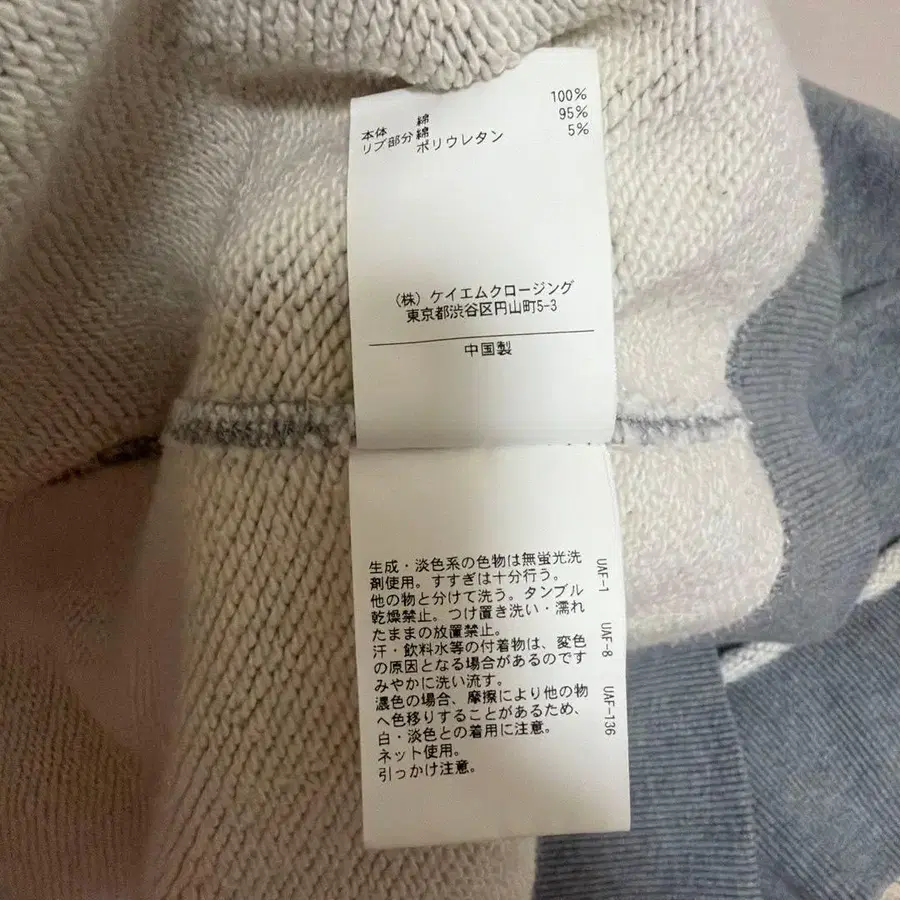 本体 綿 100%
リブ部分 綿 95%
ポリウレタン 5%
(株) ケイエムクロージング
東京都渋谷区円山町5-3
中国製
生成・淡色系の色物は無蛍光洗
剤使用。すすぎは十分行う。
他の物と分けて洗う。タンブル
乾燥禁止。つけ置き洗い・濡れ
たままの放置禁止。
汗・飲料水等の付着物は、変色
の原因となる場合があるのです
みやかに洗い流す。
濃色の場合、摩擦により他の物
へ色移りすることがあるため、
白・淡色との着用に注意。
ネット使用。
引っかけ注意。
UAF-1
UAF-8
UAF-136